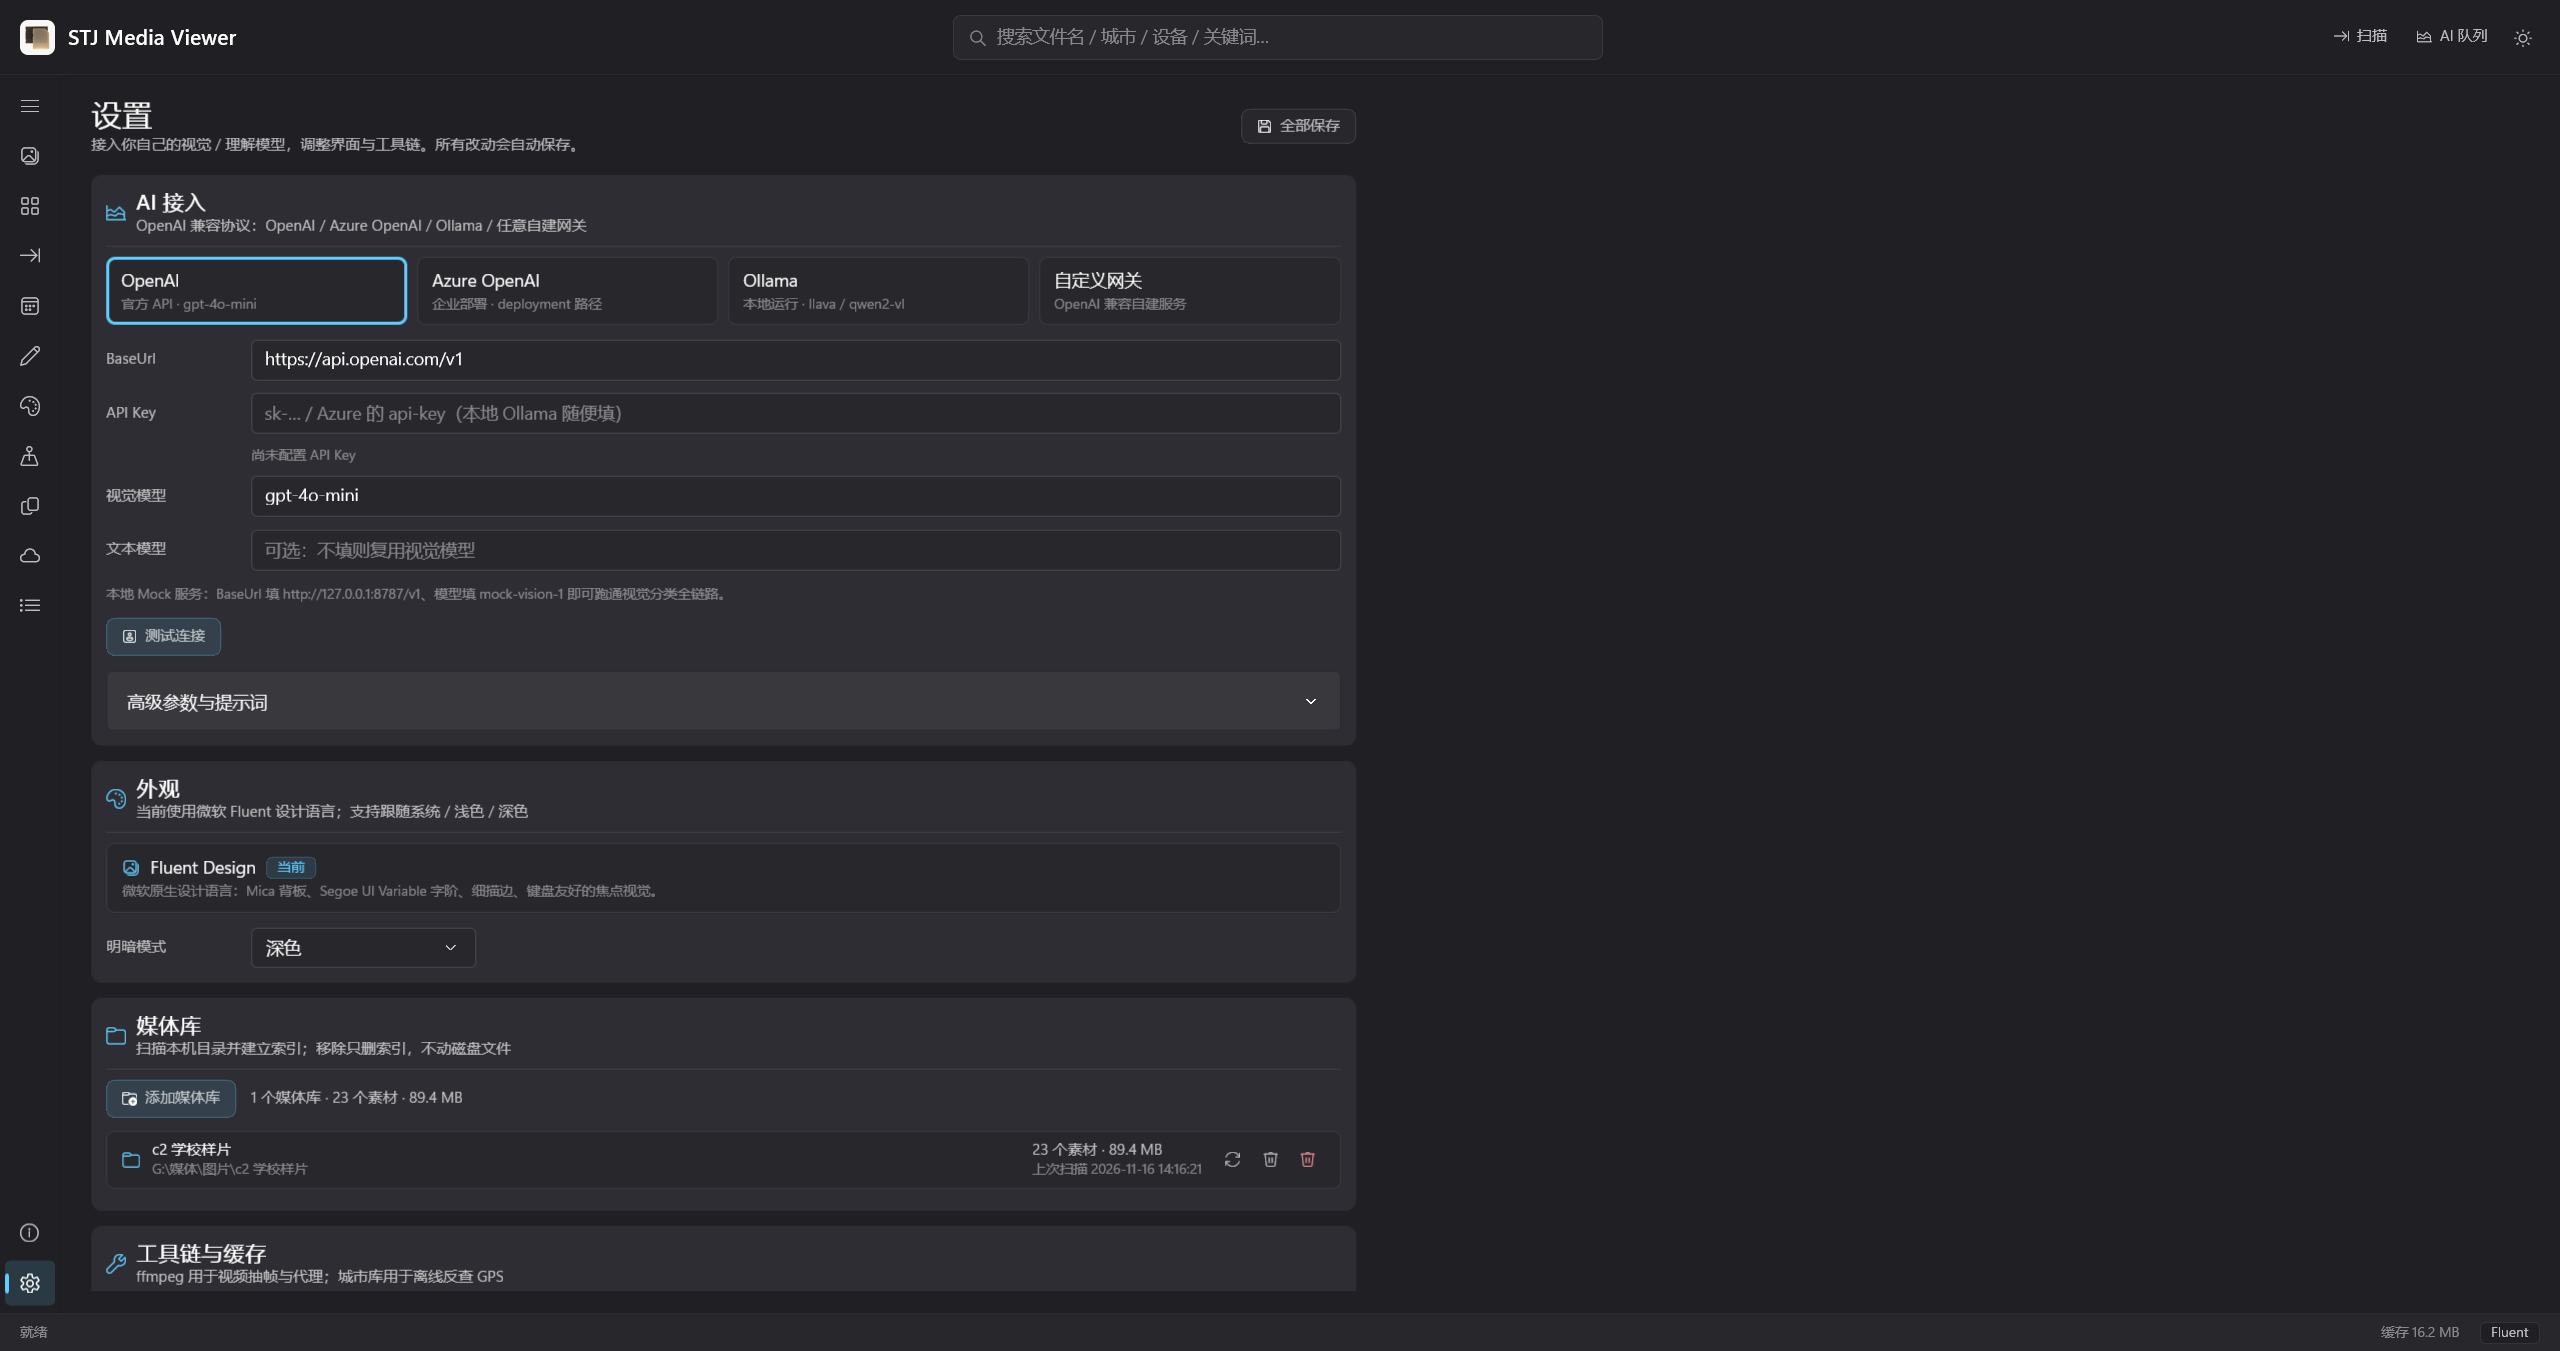 STJ Media Viewer
搜索文件名 / 城市 / 设备 / 关键词...
扫描
AI 队列
设置
接入你自己的视觉 / 理解模型，调整界面与工具链。所有改动会自动保存。
全部保存
AI 接入
OpenAI 兼容协议：OpenAI / Azure OpenAI / Ollama / 任意自建网关
OpenAI
官方 API · gpt-4o-mini
Azure OpenAI
企业部署 · deployment 路径
Ollama
本地运行 · llava / qwen2-vl
自定义网关
OpenAI 兼容自建服务
BaseUrl
https://api.openai.com/v1
API Key
sk-... / Azure 的 api-key（本地 Ollama 随便填）
尚未配置 API Key
视觉模型
gpt-4o-mini
文本模型
可选：不填则复用视觉模型
本地 Mock 服务：BaseUrl 填 http://127.0.0.1:8787/v1、模型填 mock-vision-1 即可跑通视觉分类全链路。
测试连接
高级参数与提示词
外观
当前使用微软 Fluent 设计语言；支持跟随系统 / 浅色 / 深色
Fluent Design
当前
微软原生设计语言：Mica 背板、Segoe UI Variable 字阶、细描边、键盘友好的焦点视觉。
明暗模式
深色
媒体库
扫描本机目录并建立索引；移除只删索引，不动磁盘文件
添加媒体库
1 个媒体库 · 23 个素材 · 89.4 MB
c2 学校样片
G:\媒体\图片\c2 学校样片
23 个素材 · 89.4 MB
上次扫描 2026-11-16 14:16:21
工具链与缓存
ffmpeg 用于视频抽帧与代理；城市库用于离线反查 GPS
就绪
缓存 16.2 MB
Fluent